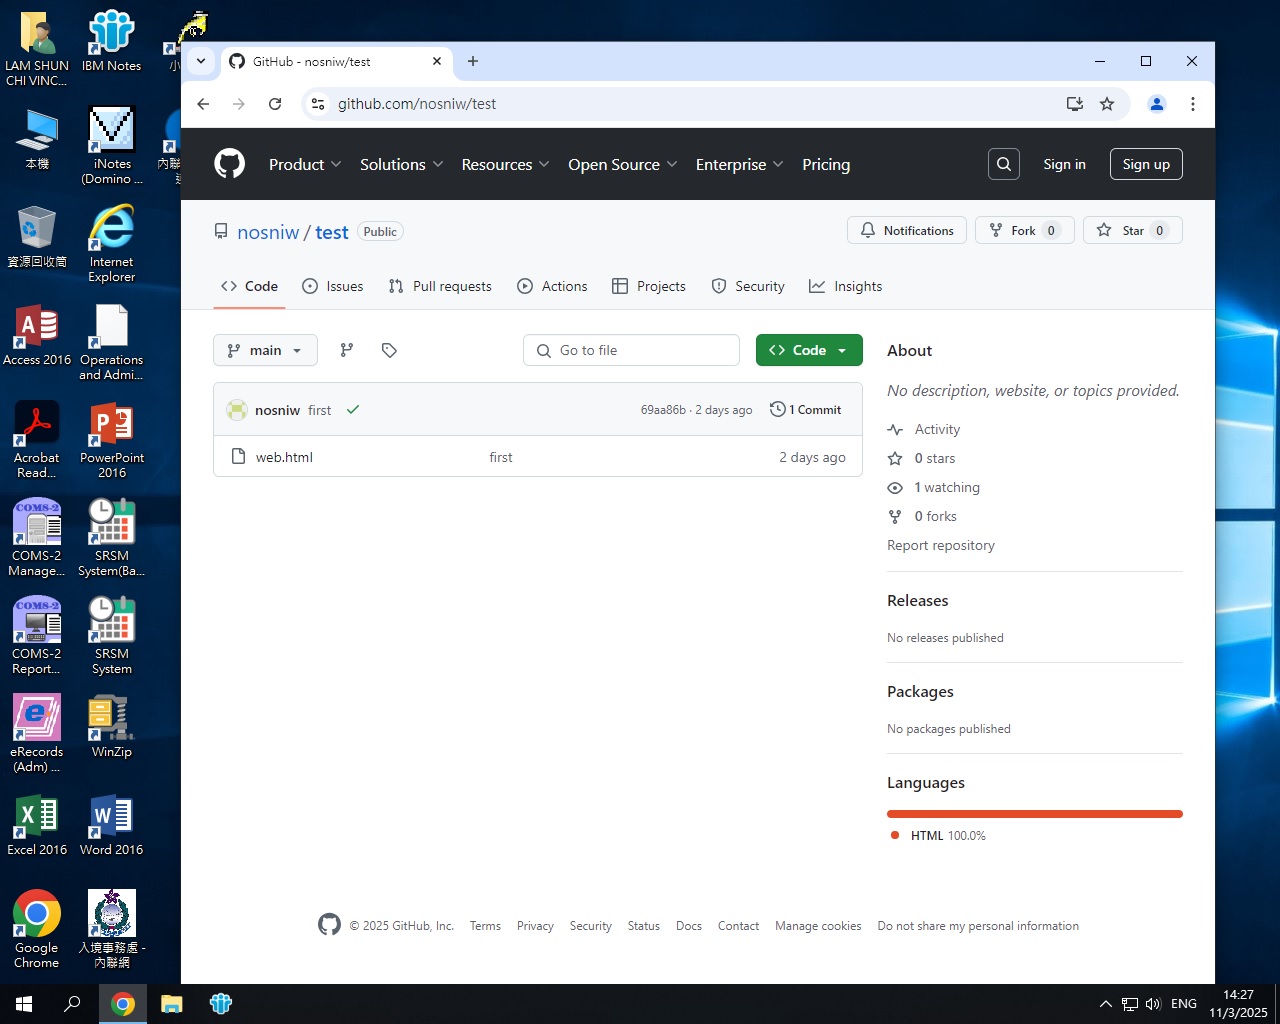 LAM SHUN CHI VINC...
IBM Notes
小
本機
iNotes (Domino ...
內聯
資源回收筒
Internet Explorer
Access 2016
Operations and Admi...
Acrobat Read...
PowerPoint 2016
COMS-2
COMS-2 Manage...
SRSM System(Ba...
COMS-2
COMS-2 Report...
SRSM System
eRecords (Adm) ...
WinZip
Excel 2016
Word 2016
Google Chrome
入境事務處 - 內聯網
GitHub - nosniw/test
github.com/nosniw/test
Product
Solutions
Resources
Open Source
Enterprise
Pricing
Sign in
Sign up
nosniw / test Public
Notifications
Fork 0
Star 0
Code
Issues
Pull requests
Actions
Projects
Security
Insights
main
Go to file
Code
nosniw first
69aa86b · 2 days ago
1 Commit
web.html
first
2 days ago
About
No description, website, or topics provided.
Activity
0 stars
1 watching
0 forks
Report repository
Releases
No releases published
Packages
No packages published
Languages
HTML 100.0%
© 2025 GitHub, Inc.
Terms
Privacy
Security
Status
Docs
Contact
Manage cookies
Do not share my personal information
ENG
14:27
11/3/2025